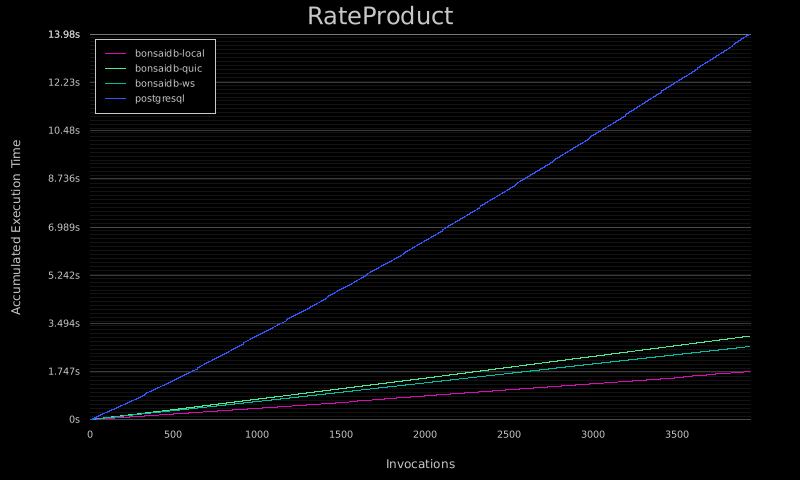 RateProduct
13.98s
12.23s
10.48s
8.736s
6.989s
5.242s
3.494s
1.747s
0s
Accumulated Execution Time
bonsaidb-local
bonsaidb-quic
bonsaidb-ws
postgresql
0 500 1000 1500 2000 2500 3000 3500
Invocations